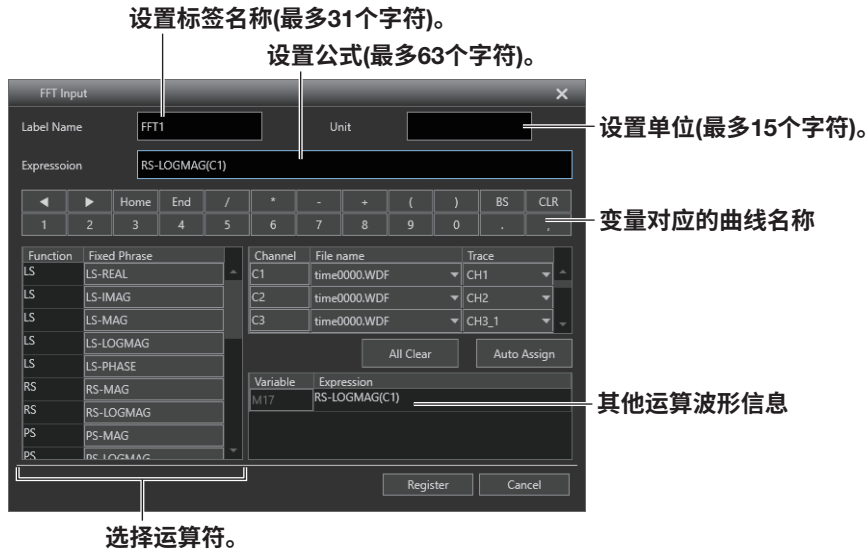 设置标签名称(最多31个字符)。
设置公式(最多63个字符)。
FFT Input ×
Label Name FFT1 Unit
设置单位(最多15个字符)。
Expressoion RS-LOGMAG(C1)
◀ ▶ Home End / * - + ( ) BS CLR
1 2 3 4 5 6 7 8 9 0 . ,
变量对应的曲线名称
Function Fixed Phrase Channel File name Trace
LS LS-REAL C1 time0000.WDF CH1
LS LS-IMAG C2 time0000.WDF CH2
LS LS-MAG C3 time0000.WDF CH3_1
LS LS-LOGMAG All Clear Auto Assign
LS LS-PHASE
Variable Expression
RS RS-MAG M17 RS-LOGMAG(C1)
其他运算波形信息
RS RS-LOGMAG
PS PS-MAG
PS PS-LOGMAG
Register Cancel
选择运算符。